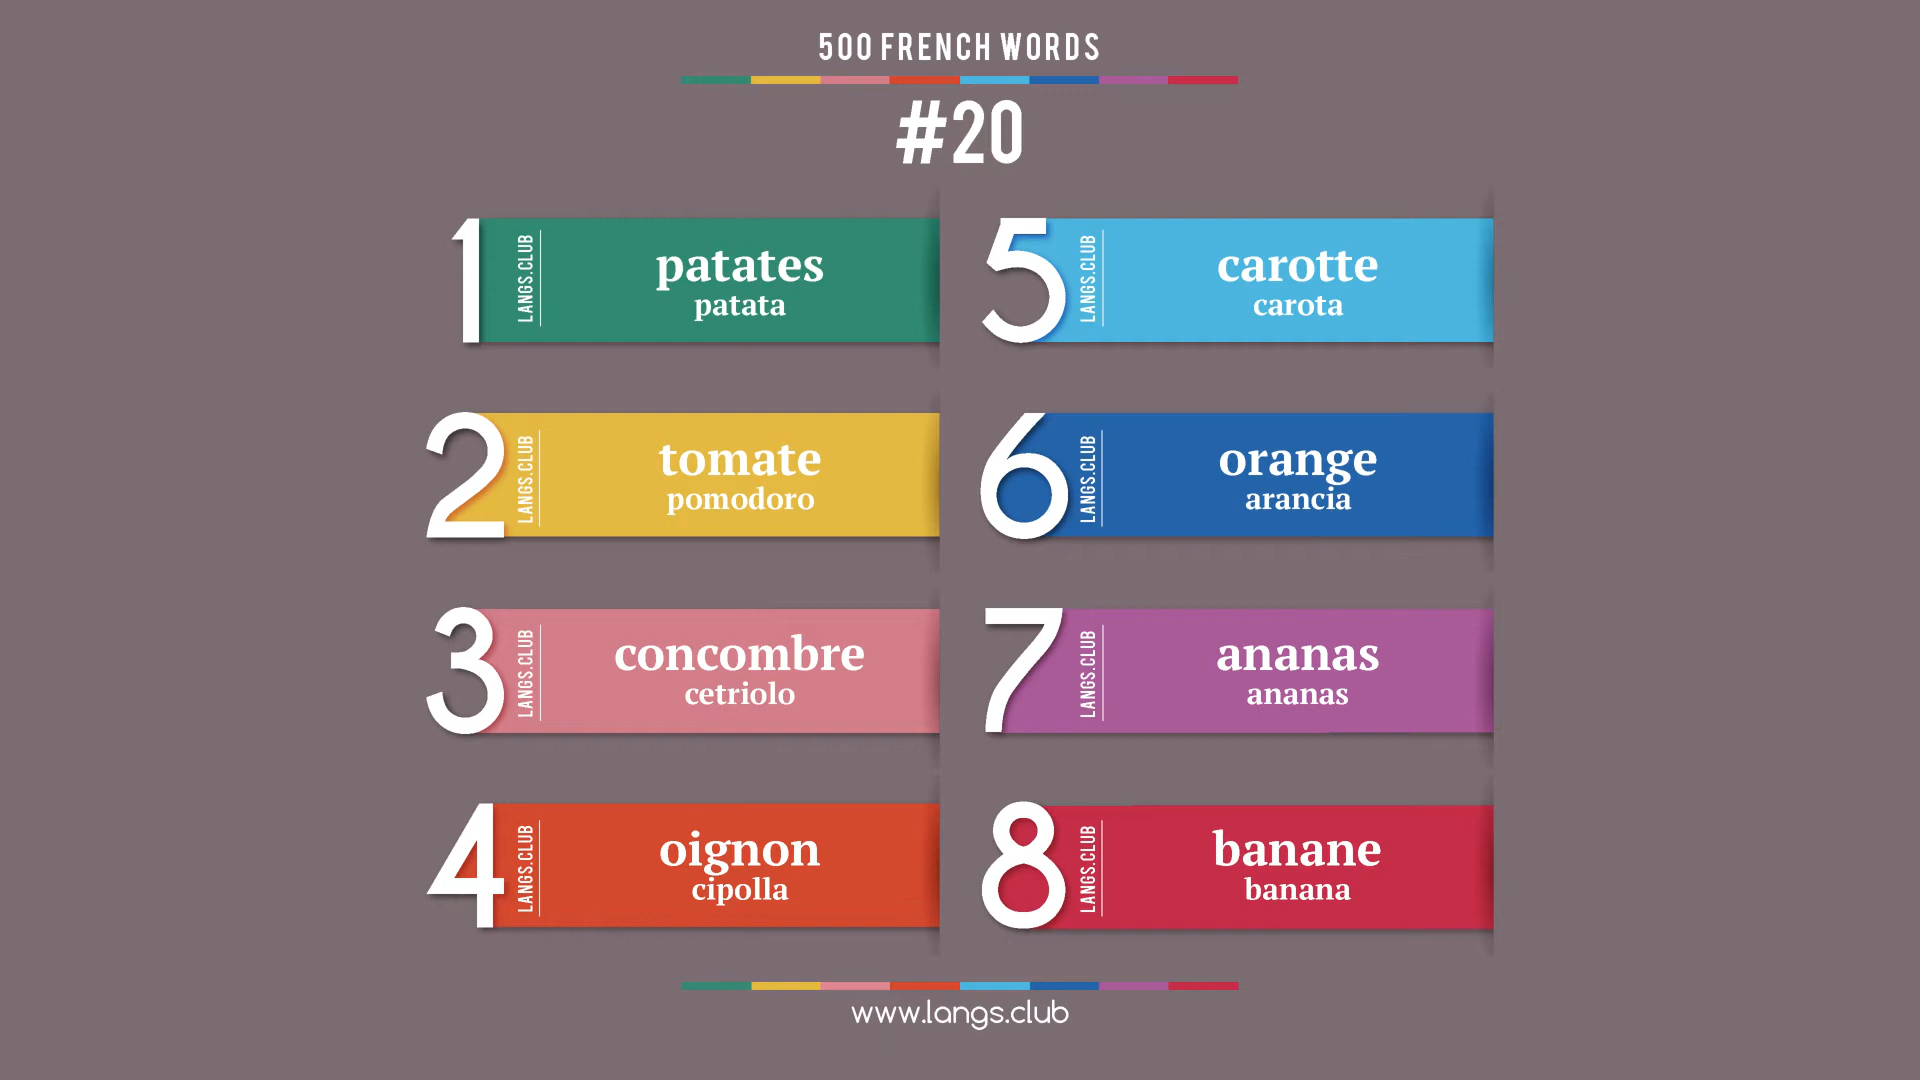 500 FRENCH WORDS
#20
1
LANGS.CLUB
patates
patata
2
LANGS.CLUB
tomate
pomodoro
3
LANGS.CLUB
concombre
cetriolo
4
LANGS.CLUB
oignon
cipolla
5
LANGS.CLUB
carotte
carota
6
LANGS.CLUB
orange
arancia
7
LANGS.CLUB
ananas
ananas
8
LANGS.CLUB
banane
banana
www.langs.club